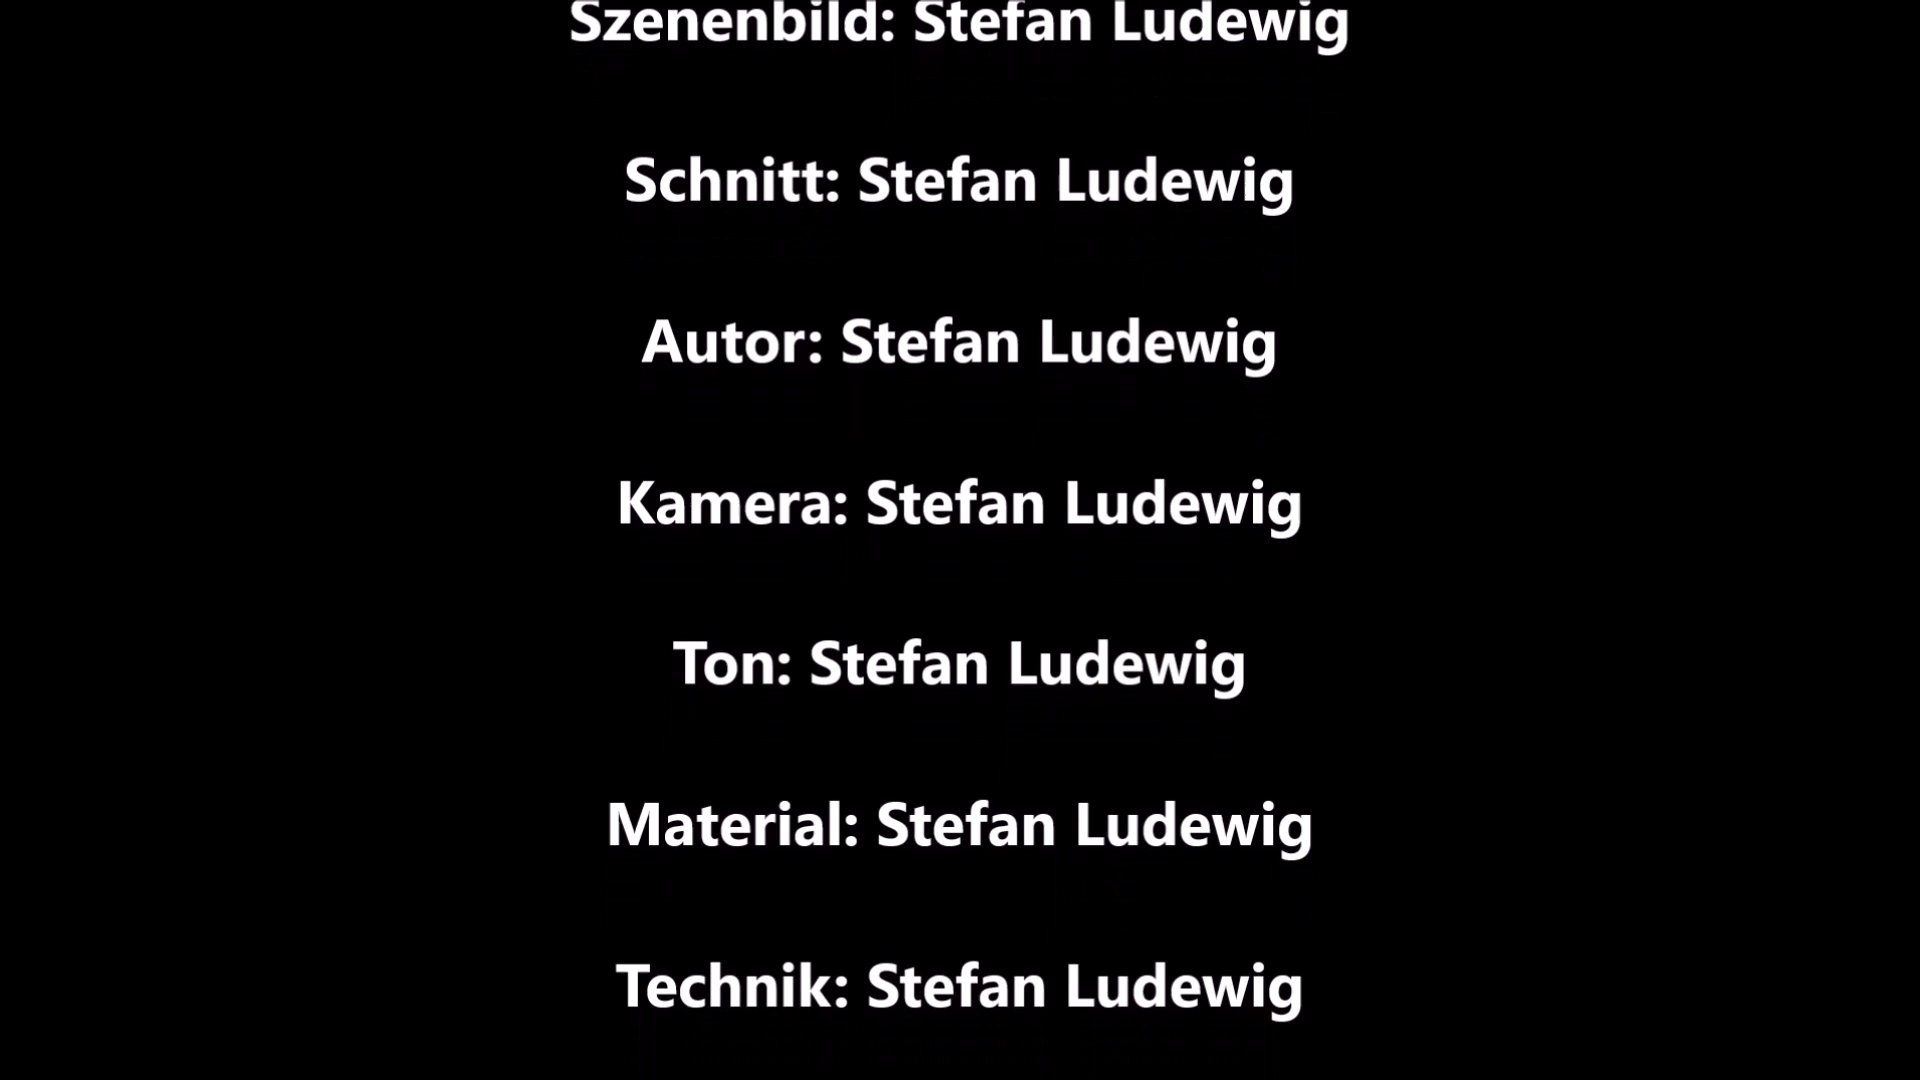 Szenenbild: Stefan Ludewig
Schnitt: Stefan Ludewig
Autor: Stefan Ludewig
Kamera: Stefan Ludewig
Ton: Stefan Ludewig
Material: Stefan Ludewig
Technik: Stefan Ludewig